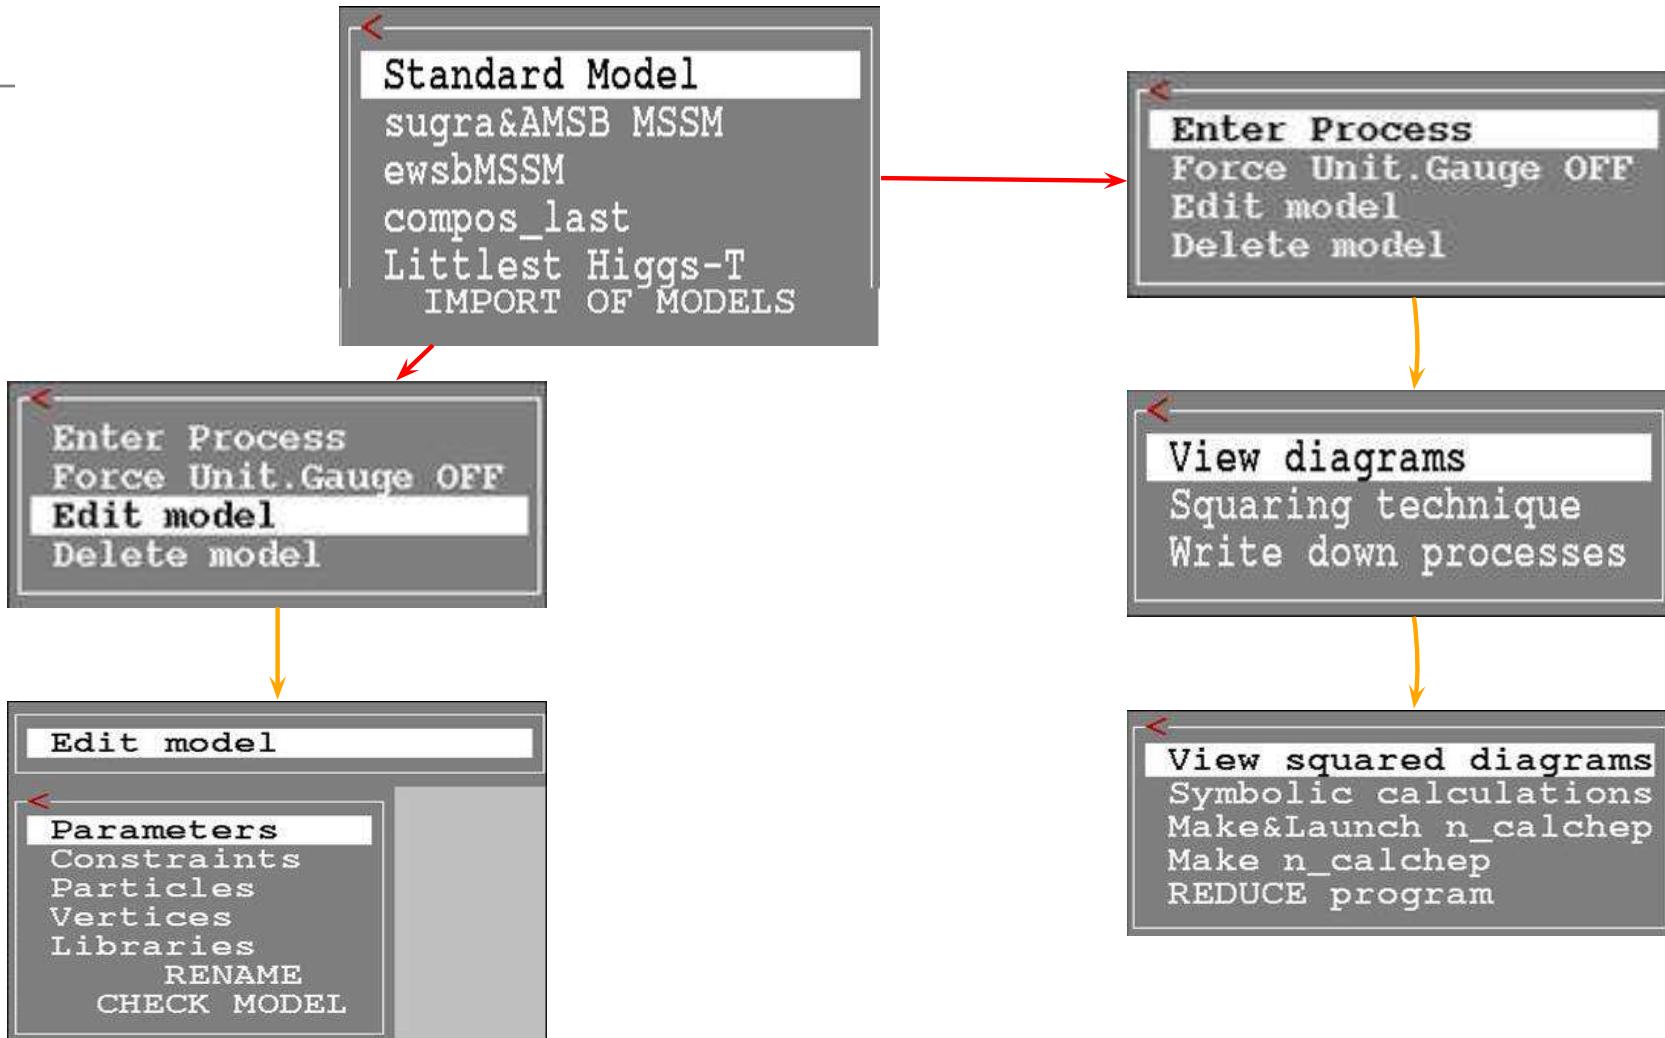 <
Standard Model
sugra&AMSB MSSM
ewsbMSSM
compos_last
Littlest Higgs-T
IMPORT OF MODELS
<
Enter Process
Force Unit.Gauge OFF
Edit model
Delete model
<
Enter Process
Force Unit.Gauge OFF
Edit model
Delete model
<
View diagrams
Squaring technique
Write down processes
Edit model
<
Parameters
Constraints
Particles
Vertices
Libraries
RENAME
CHECK MODEL
<
View squared diagrams
Symbolic calculations
Make&Launch n_calchep
Make n_calchep
REDUCE program